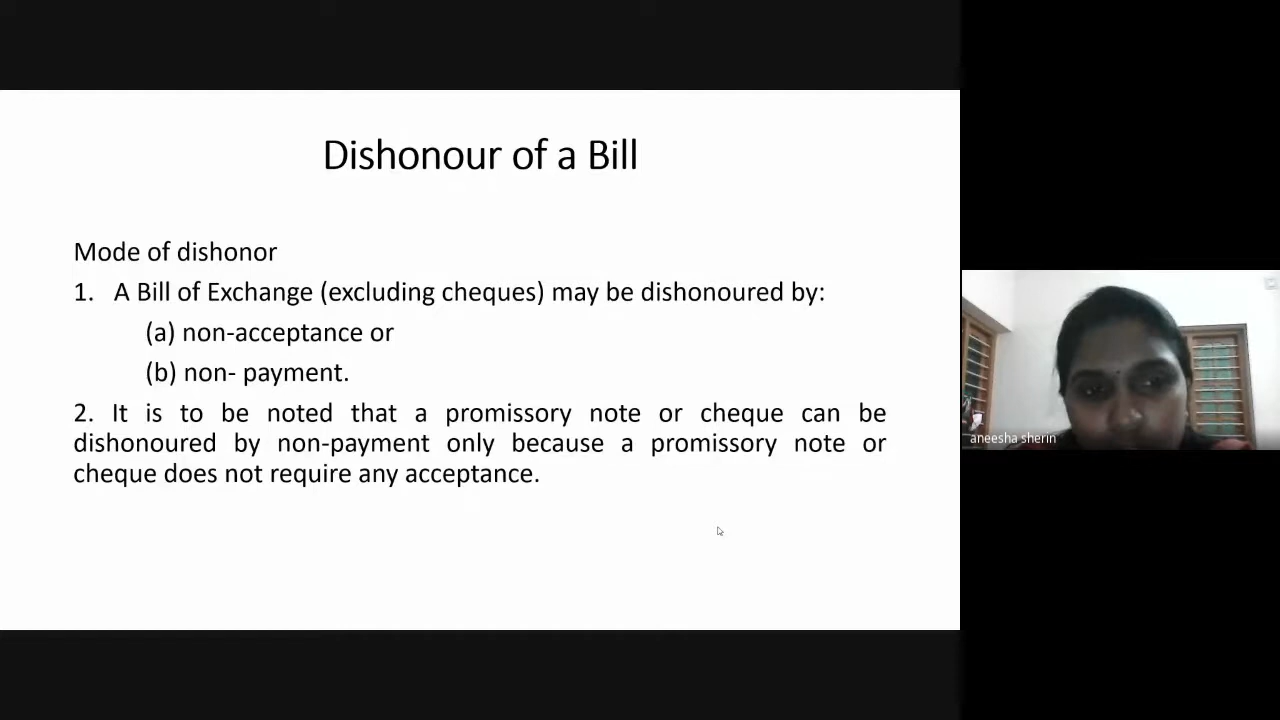 Dishonour of a Bill
Mode of dishonor
1. A Bill of Exchange (excluding cheques) may be dishonoured by:
(a) non-acceptance or
(b) non- payment.
2. It is to be noted that a promissory note or cheque can be
dishonoured by non-payment only because a promissory note or
cheque does not require any acceptance.
aneesha sherin